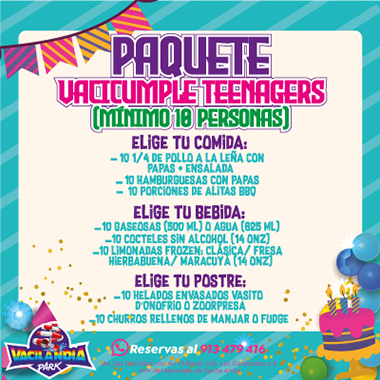 PAQUETE
VACICUMPLE TEENAGERS
(MÍNIMO 10 PERSONAS)
ELIGE TU COMIDA:
- 10 1/4 DE POLLO A LA LEÑA CON
PAPAS + ENSALADA
- 10 HAMBURGUESAS CON PAPAS
- 10 PORCIONES DE ALITAS BBQ
ELIGE TU BEBIDA:
-10 GASEOSAS (500 ML) O AGUA (625 ML)
-10 COCTELES SIN ALCOHOL (14 ONZ)
-10 LIMONADAS FROZEN: CLÁSICA/ FRESA
HIERBABUENA/ MARACUYÁ (14 ONZ)
ELIGE TU POSTRE:
-10 HELADOS ENVASADOS VASITO
D'ONOFRIO O ZOORPRESA
-10 CHURROS RELLENOS DE MANJAR O FUDGE
VACILANDIA
PARK
Reservas al 913 479 416